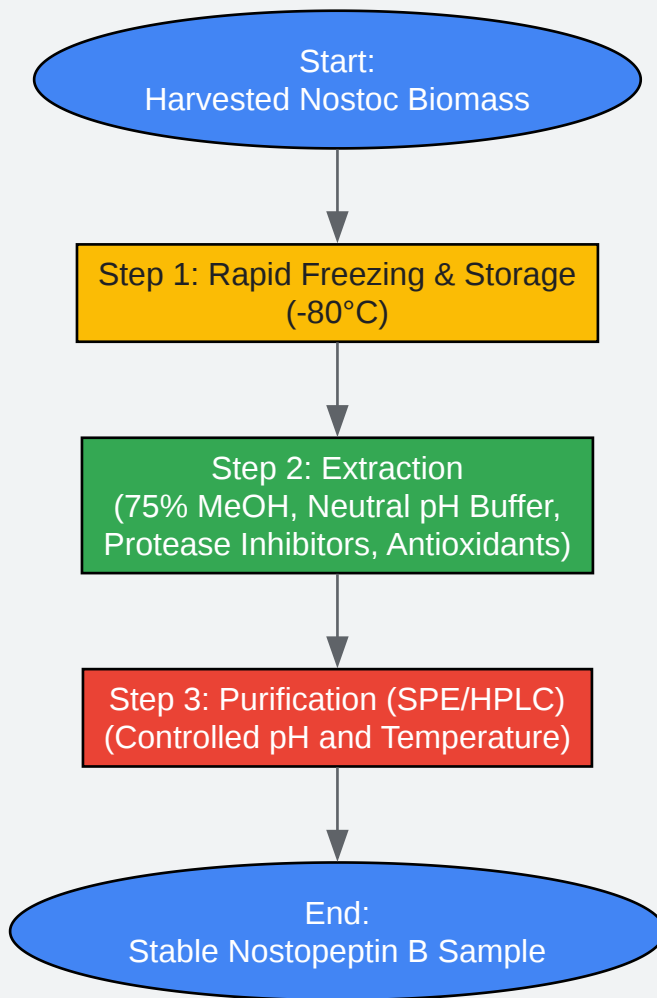 Start:
Harvested Nostoc Biomass
Step 1: Rapid Freezing & Storage
(-80°C)
Step 2: Extraction
(75% MeOH, Neutral pH Buffer,
Protease Inhibitors, Antioxidants)
Step 3: Purification (SPE/HPLC)
(Controlled pH and Temperature)
End:
Stable Nostopeptin B Sample